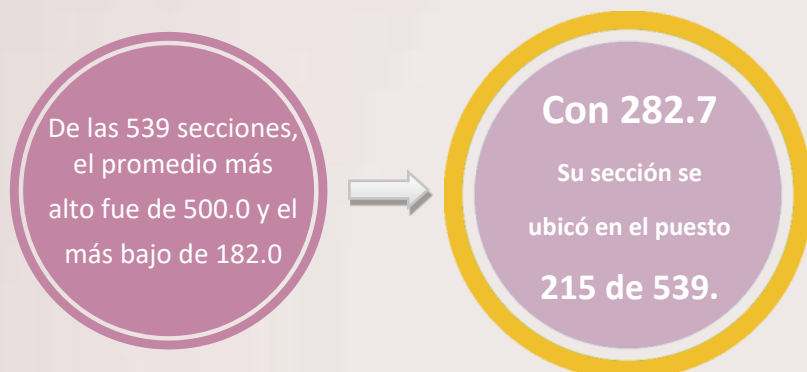 De las 539 secciones,
el promedio más
alto fue de 500.0 y el
más bajo de 182.0
Con 282.7
Su sección se
ubicó en el puesto
215 de 539.